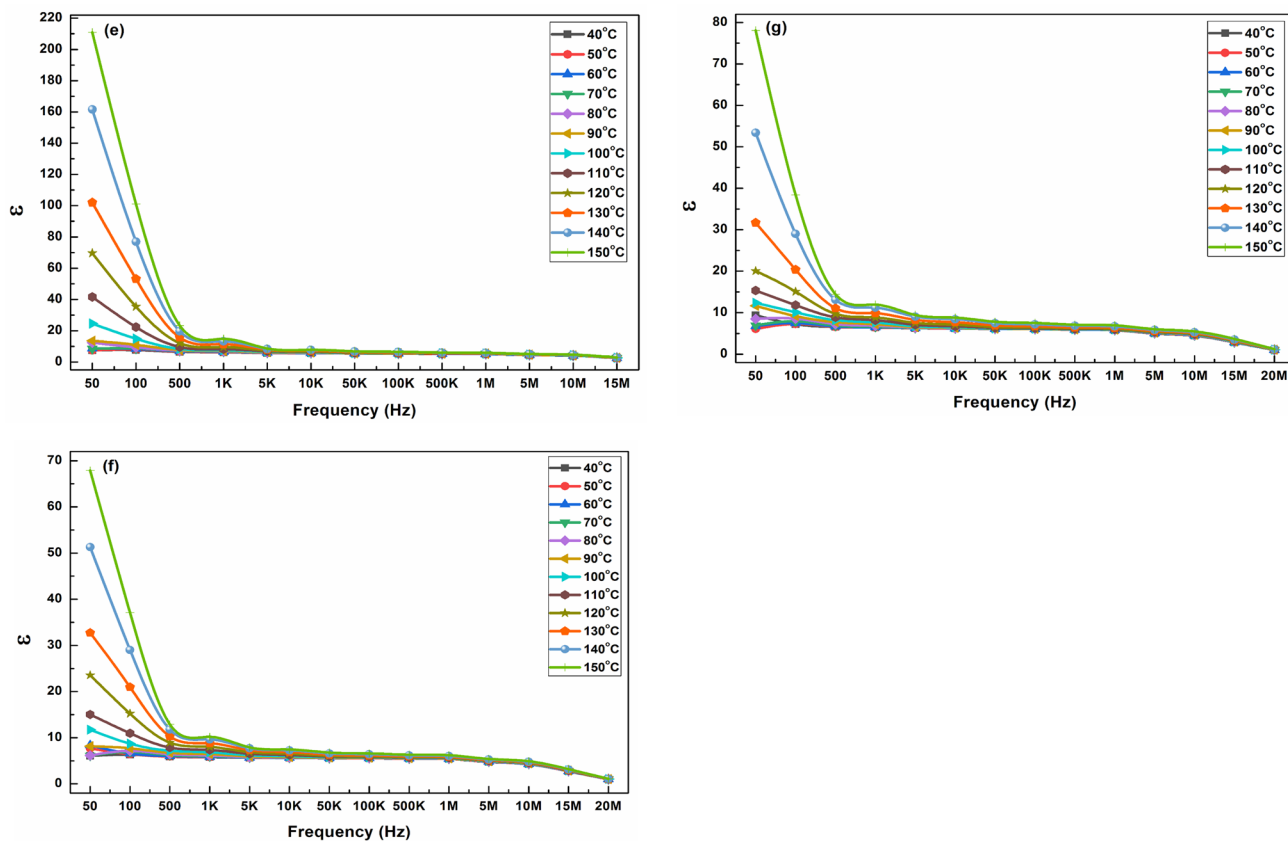 (e)
220
200
180
160
140
120
100
80
60
40
20
0
ε
50 100 500 1K 5K 10K 50K 100K 500K 1M 5M 10M 15M
Frequency (Hz)
40°C
50°C
60°C
70°C
80°C
90°C
100°C
110°C
120°C
130°C
140°C
150°C
(g)
80
70
60
50
40
30
20
10
0
ε
50 100 500 1K 5K 10K 50K 100K 500K 1M 5M 10M 15M 20M
Frequency (Hz)
40°C
50°C
60°C
70°C
80°C
90°C
100°C
110°C
120°C
130°C
140°C
150°C
(f)
70
60
50
40
30
20
10
0
ε
50 100 500 1K 5K 10K 50K 100K 500K 1M 5M 10M 15M 20M
Frequency (Hz)
40°C
50°C
60°C
70°C
80°C
90°C
100°C
110°C
120°C
130°C
140°C
150°C